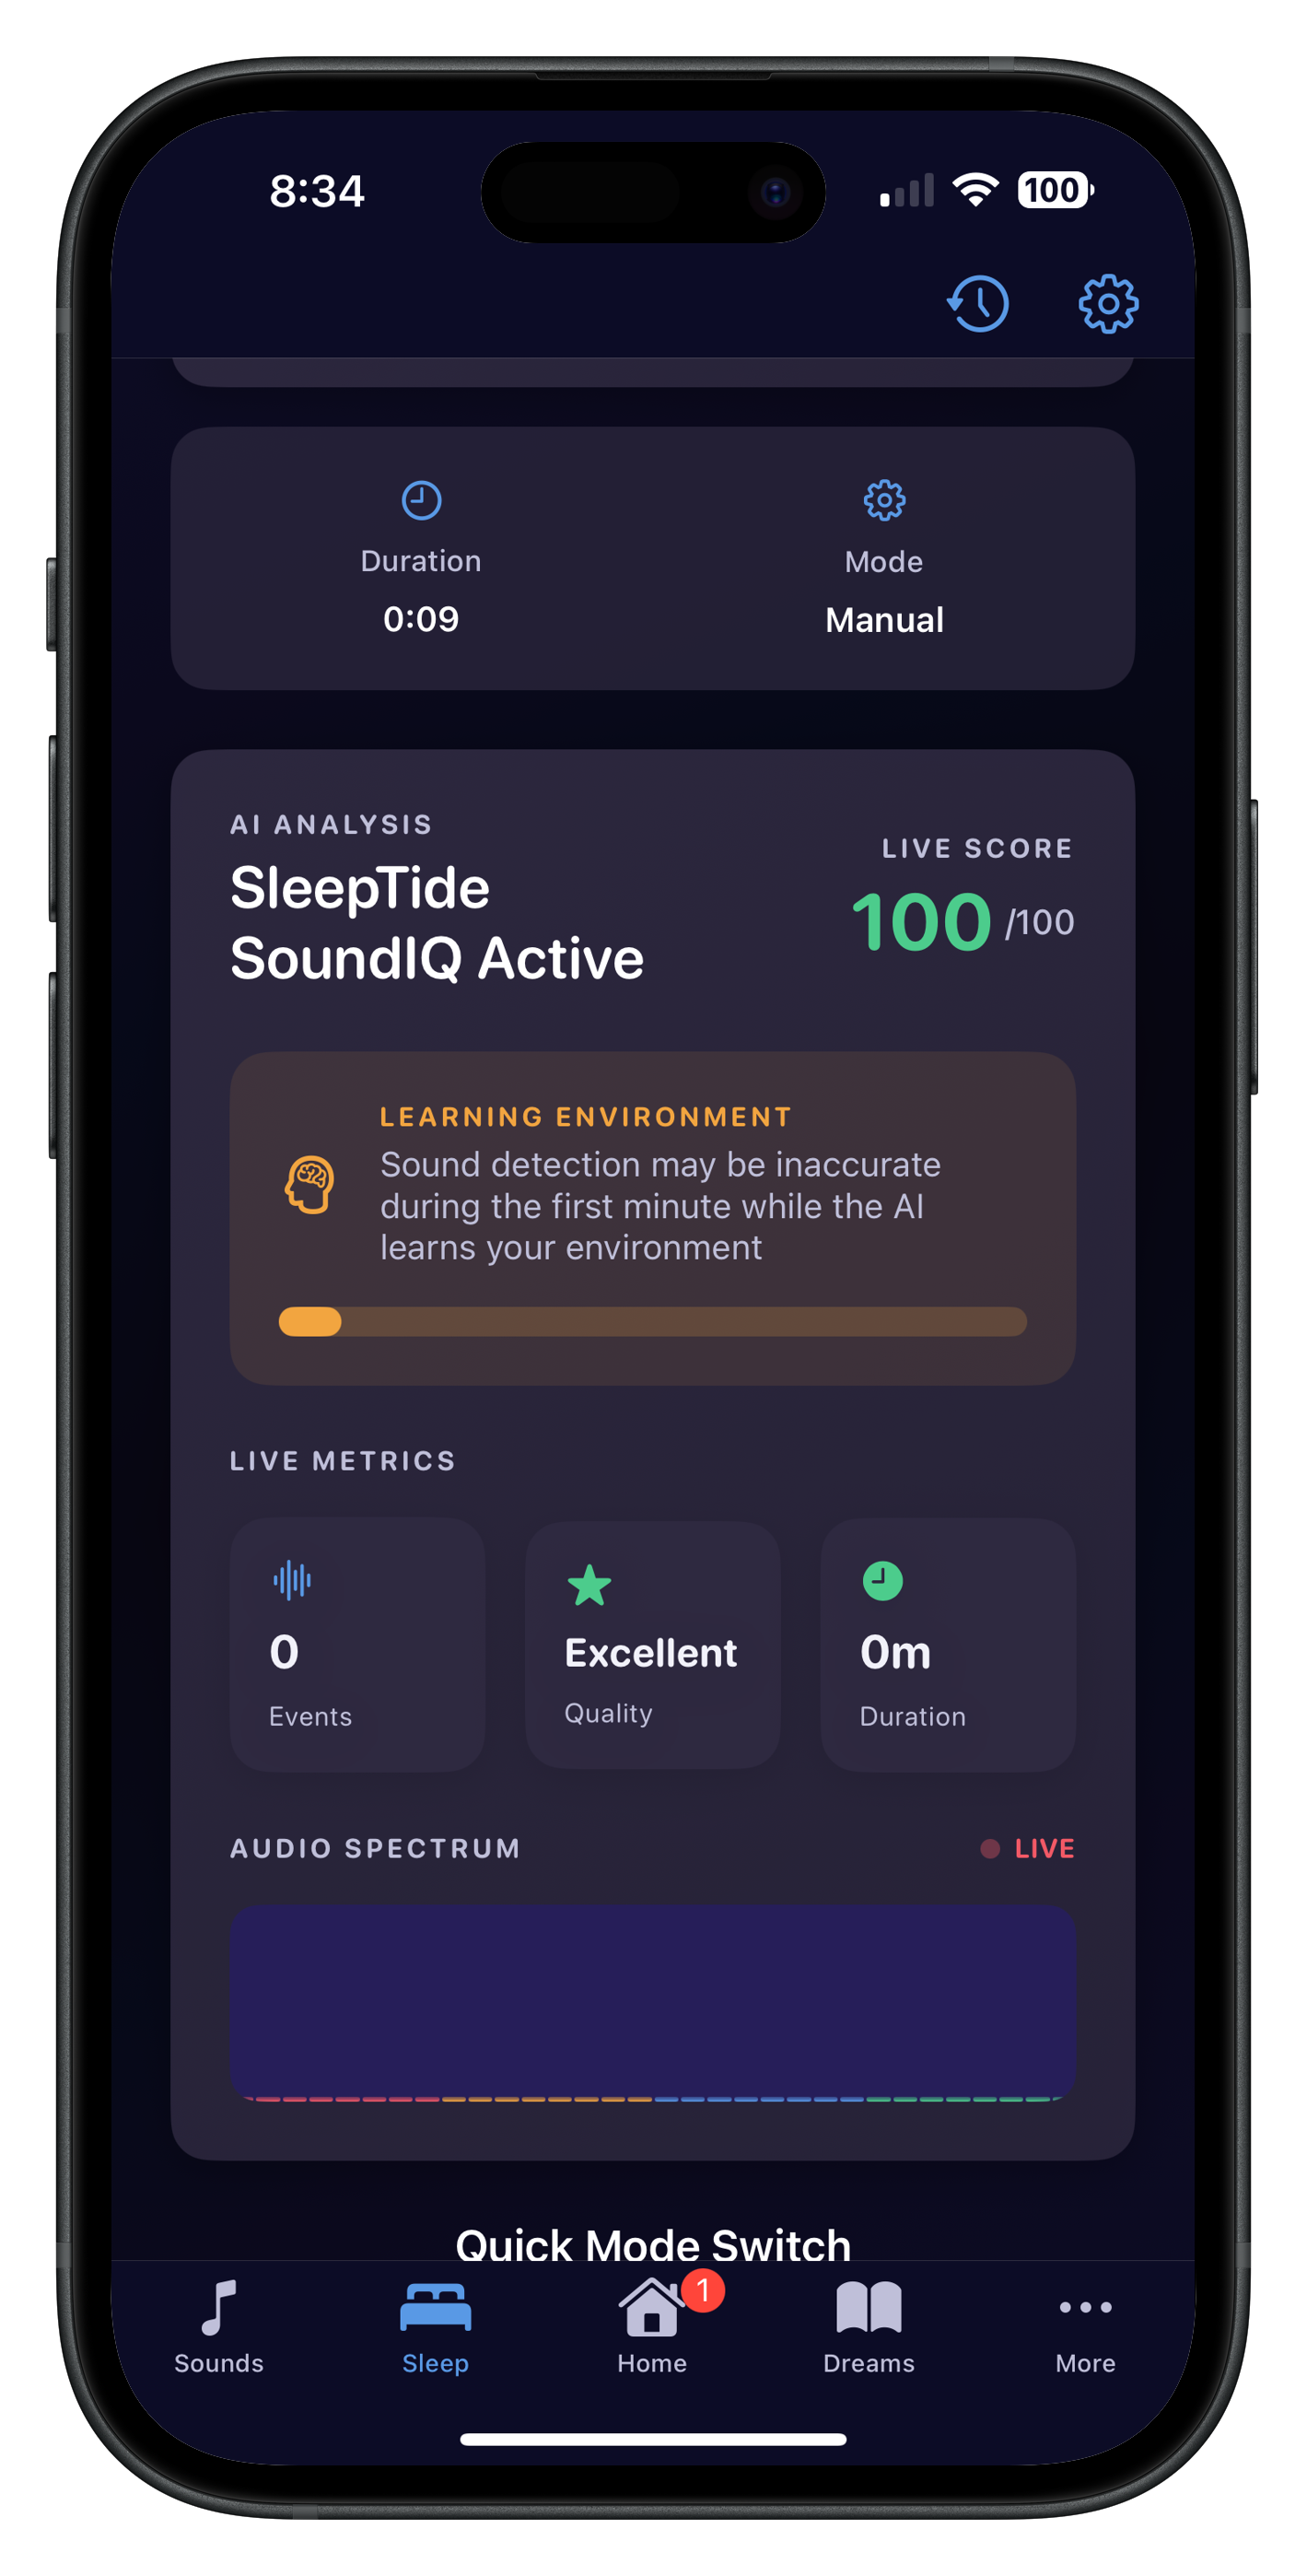 8:34
100
Duration
Mode
0:09
Manual
AI ANALYSIS
SleepTide
SoundIQ Active
LIVE SCORE
100 /100
LEARNING ENVIRONMENT
Sound detection may be inaccurate
during the first minute while the AI
learns your environment
LIVE METRICS
0
Events
Excellent
Quality
0m
Duration
AUDIO SPECTRUM
LIVE
Quick Mode Switch
1
Sounds
Sleep
Home
Dreams
More